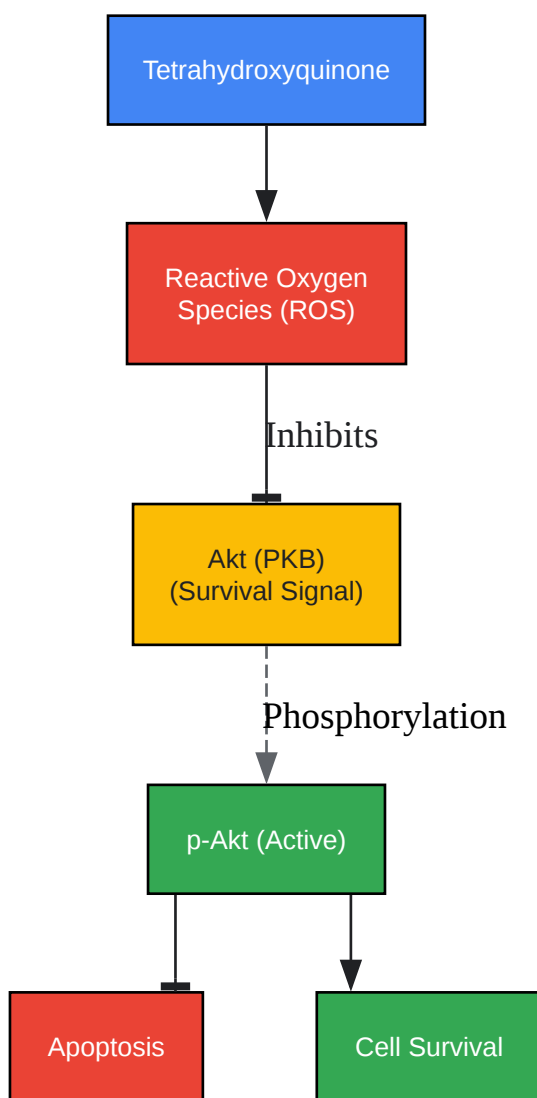 Tetrahydroxyquinone
Reactive Oxygen
Species (ROS)
Inhibits
Akt (PKB)
(Survival Signal)
Phosphorylation
p-Akt (Active)
Apoptosis
Cell Survival